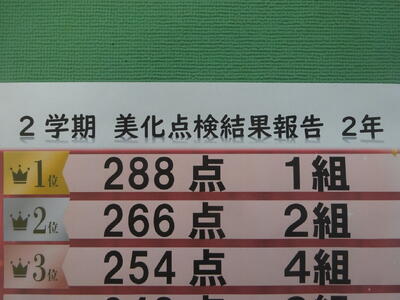 2学期 美化点検結果報告 2年
1位 288点 1組
2位 266点 2組
3位 254点 4組